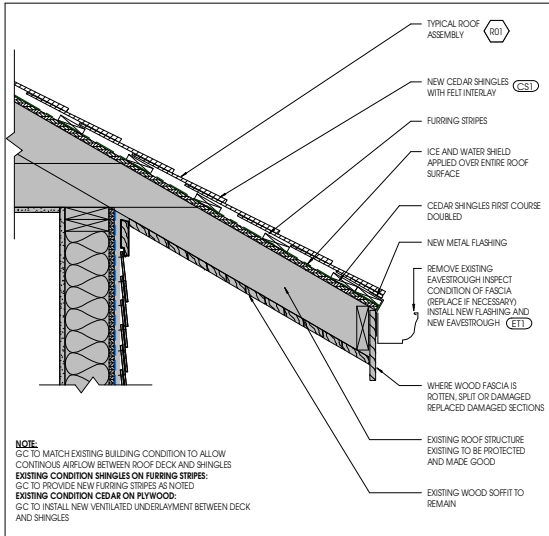 TYPICAL ROOF
ASSEMBLY
R01
NEW CEDAR SHINGLES
WITH FELT INTERLAY
CS1
FURRING STRIPES
ICE AND WATER SHIELD
APPLIED OVER ENTIRE ROOF
SURFACE
CEDAR SHINGLES FIRST COURSE
DOUBLED
NEW METAL FLASHING
REMOVE EXISTING
EAVESTROUGH INSPECT
CONDITION OF FASCIA
(REPLACE IF NECESSARY)
INSTALL NEW FLASHING AND
NEW EAVESTROUGH ET1
WHERE WOOD FASCIA IS
ROTTEN, SPLIT OR DAMAGED
REPLACED DAMAGED SECTIONS
EXISTING ROOF STRUCTURE
EXISTING TO BE PROTECTED
AND MADE GOOD
EXISTING WOOD SOFFIT TO
REMAIN
NOTE:
GC TO MATCH EXISTING BUILDING CONDITION TO ALLOW
CONTINOUS AIRFLOW BETWEEN ROOF DECK AND SHINGLES
EXISTING CONDITION SHINGLES ON FURRING STRIPES:
GC TO PROVIDE NEW FURRING STRIPES AS NOTED
EXISTING CONDITION CEDAR ON PLYWOOD:
GC TO INSTALL NEW VENTILATED UNDERLAYMENT BETWEEN DECK
AND SHINGLES